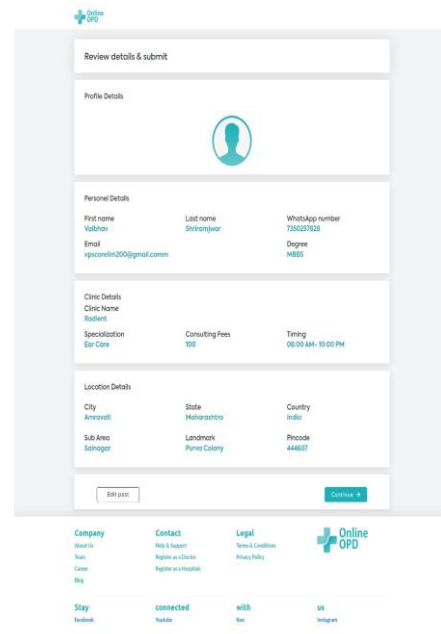 Online
OPD
Review details & submit
Profile Details
Personel Details
First name Last name WhatsApp number
Vaibhav Shriramjwar 7350257828
Email Degree
vpscorelim200@gmail.comm MBBS
Clinic Details
Clinic Name
Radient
Specialization Consulting Fees Timing
Ear Care 100 08:00 AM- 10:00 PM
Location Details
City State Country
Amravati Maharashtra India
Sub Area Landmark Pincode
Sainagar Purva Colony 444607
Edit post Continue →
Company Contact Legal Online
OPD
About Us Help & Support Terms & Conditions
Team Register as a Doctor Privacy Policy
Career Register as a Hospitals
Blog
Stay connected with us
Facebook Youtube Koo Instagram